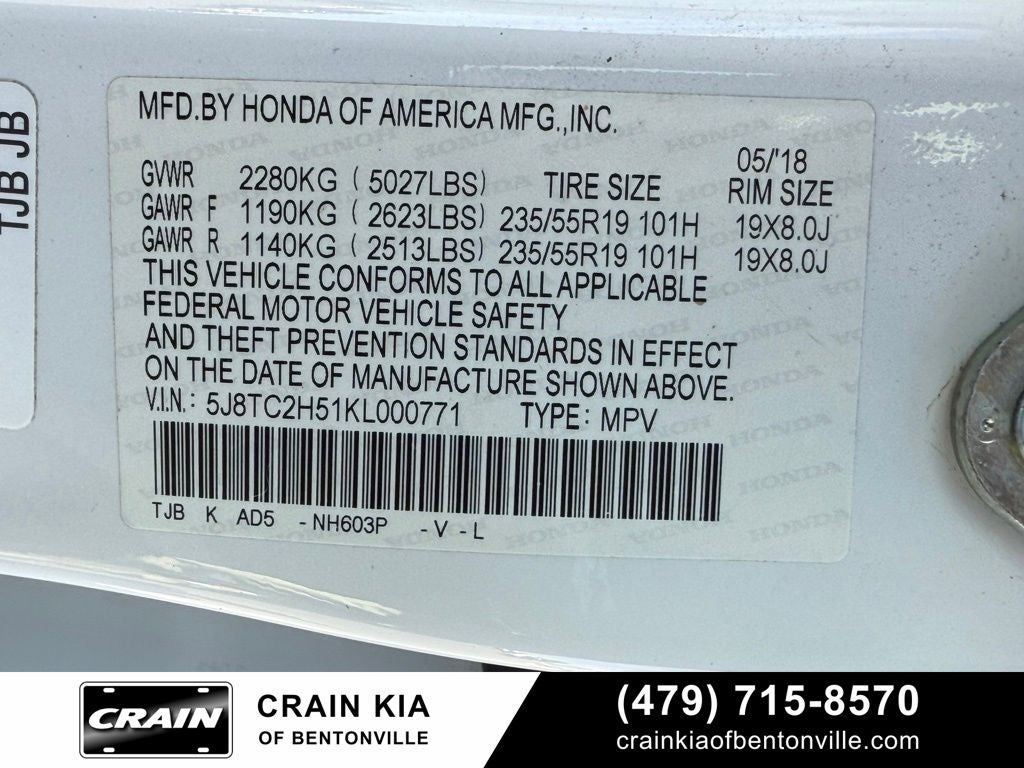 TJB JB
MFD.BY HONDA OF AMERICA MFG.,INC.
05/'18
GVWR 2280KG ( 5027LBS) TIRE SIZE RIM SIZE
GAWR F 1190KG ( 2623LBS) 235/55R19 101H 19X8.0J
GAWR R 1140KG ( 2513LBS) 235/55R19 101H 19X8.0J
THIS VEHICLE CONFORMS TO ALL APPLICABLE
FEDERAL MOTOR VEHICLE SAFETY
AND THEFT PREVENTION STANDARDS IN EFFECT
ON THE DATE OF MANUFACTURE SHOWN ABOVE.
V.I.N.: 5J8TC2H51KL000771 TYPE: MPV
TJB K AD5 -NH603P -V-L
CRAIN
CRAIN KIA
OF BENTONVILLE
(479) 715-8570
crainkiaofbentonville.com